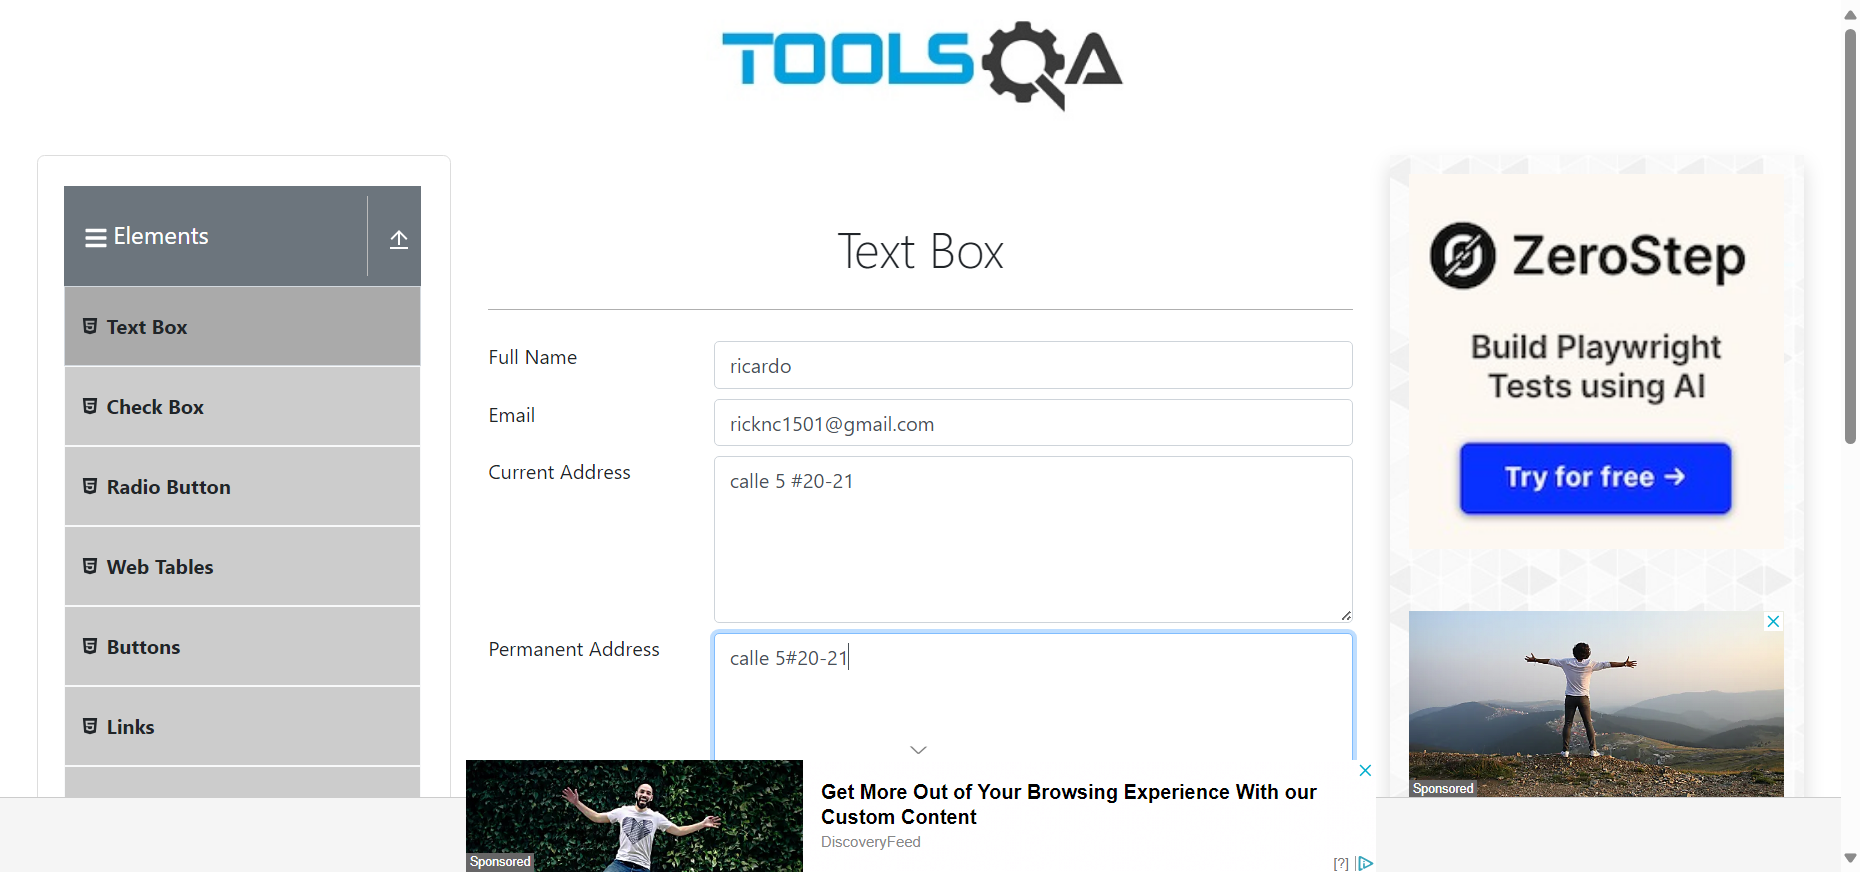 TOOLSQA
Elements
Text Box
Check Box
Radio Button
Web Tables
Buttons
Links
Text Box
Full Name
ricardo
Email
ricknc1501@gmail.com
Current Address
calle 5 #20-21
Permanent Address
calle 5#20-21
Sponsored
Get More Out of Your Browsing Experience With our
Custom Content
DiscoveryFeed
[?]
ZeroStep
Build Playwright
Tests using AI
Try for free →
Sponsored